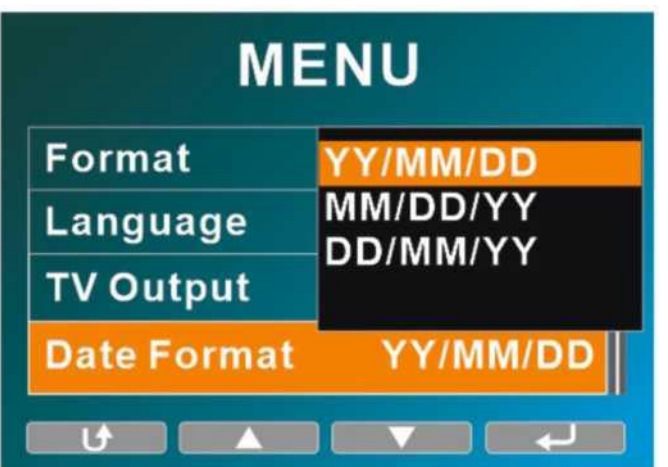 MENU
Format
YY/MM/DD
MM/DD/YY
Language
DD/MM/YY
TV Output
Date Format YY/MM/DD